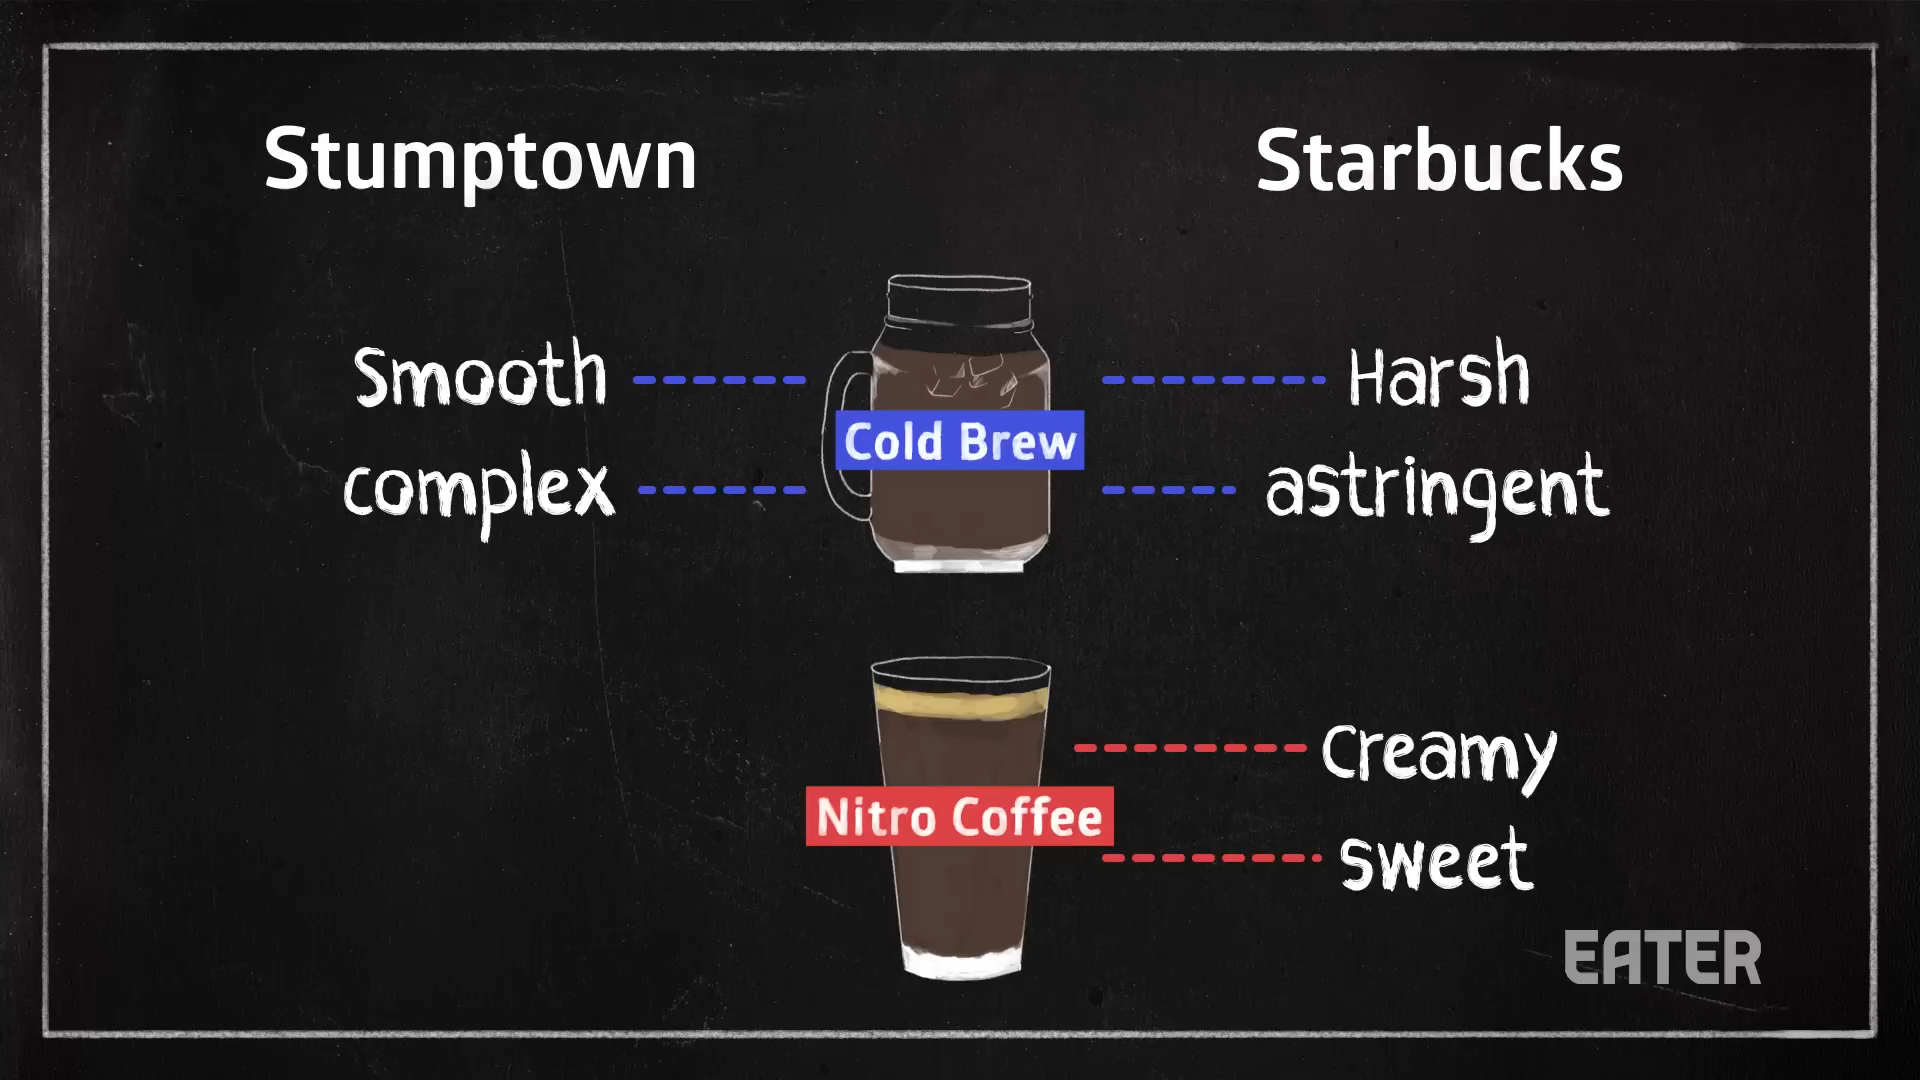 Stumptown
Starbucks
Smooth
Harsh
Cold Brew
complex
astringent
Creamy
Nitro Coffee
sweet
EATER